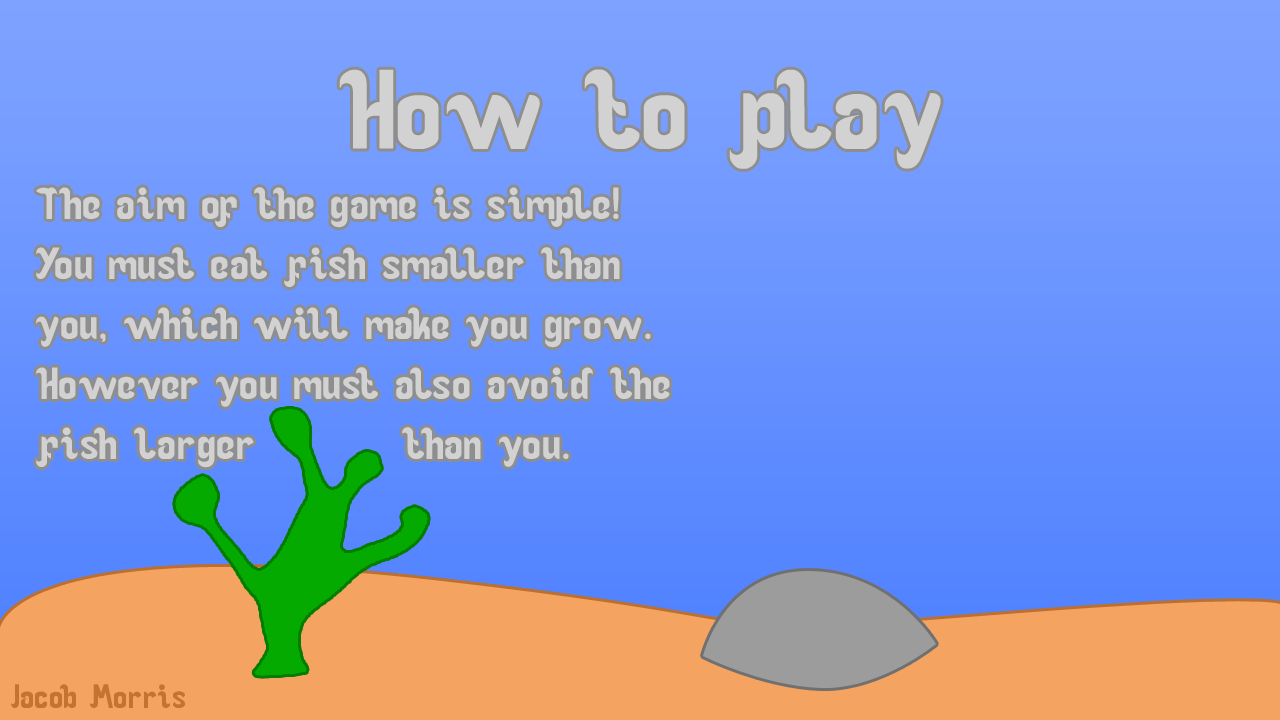 How to play
The aim of the game is simple!
You must eat fish smaller than
you, which will make you grow.
However you must also avoid the
fish larger than you.
Jacob Morris